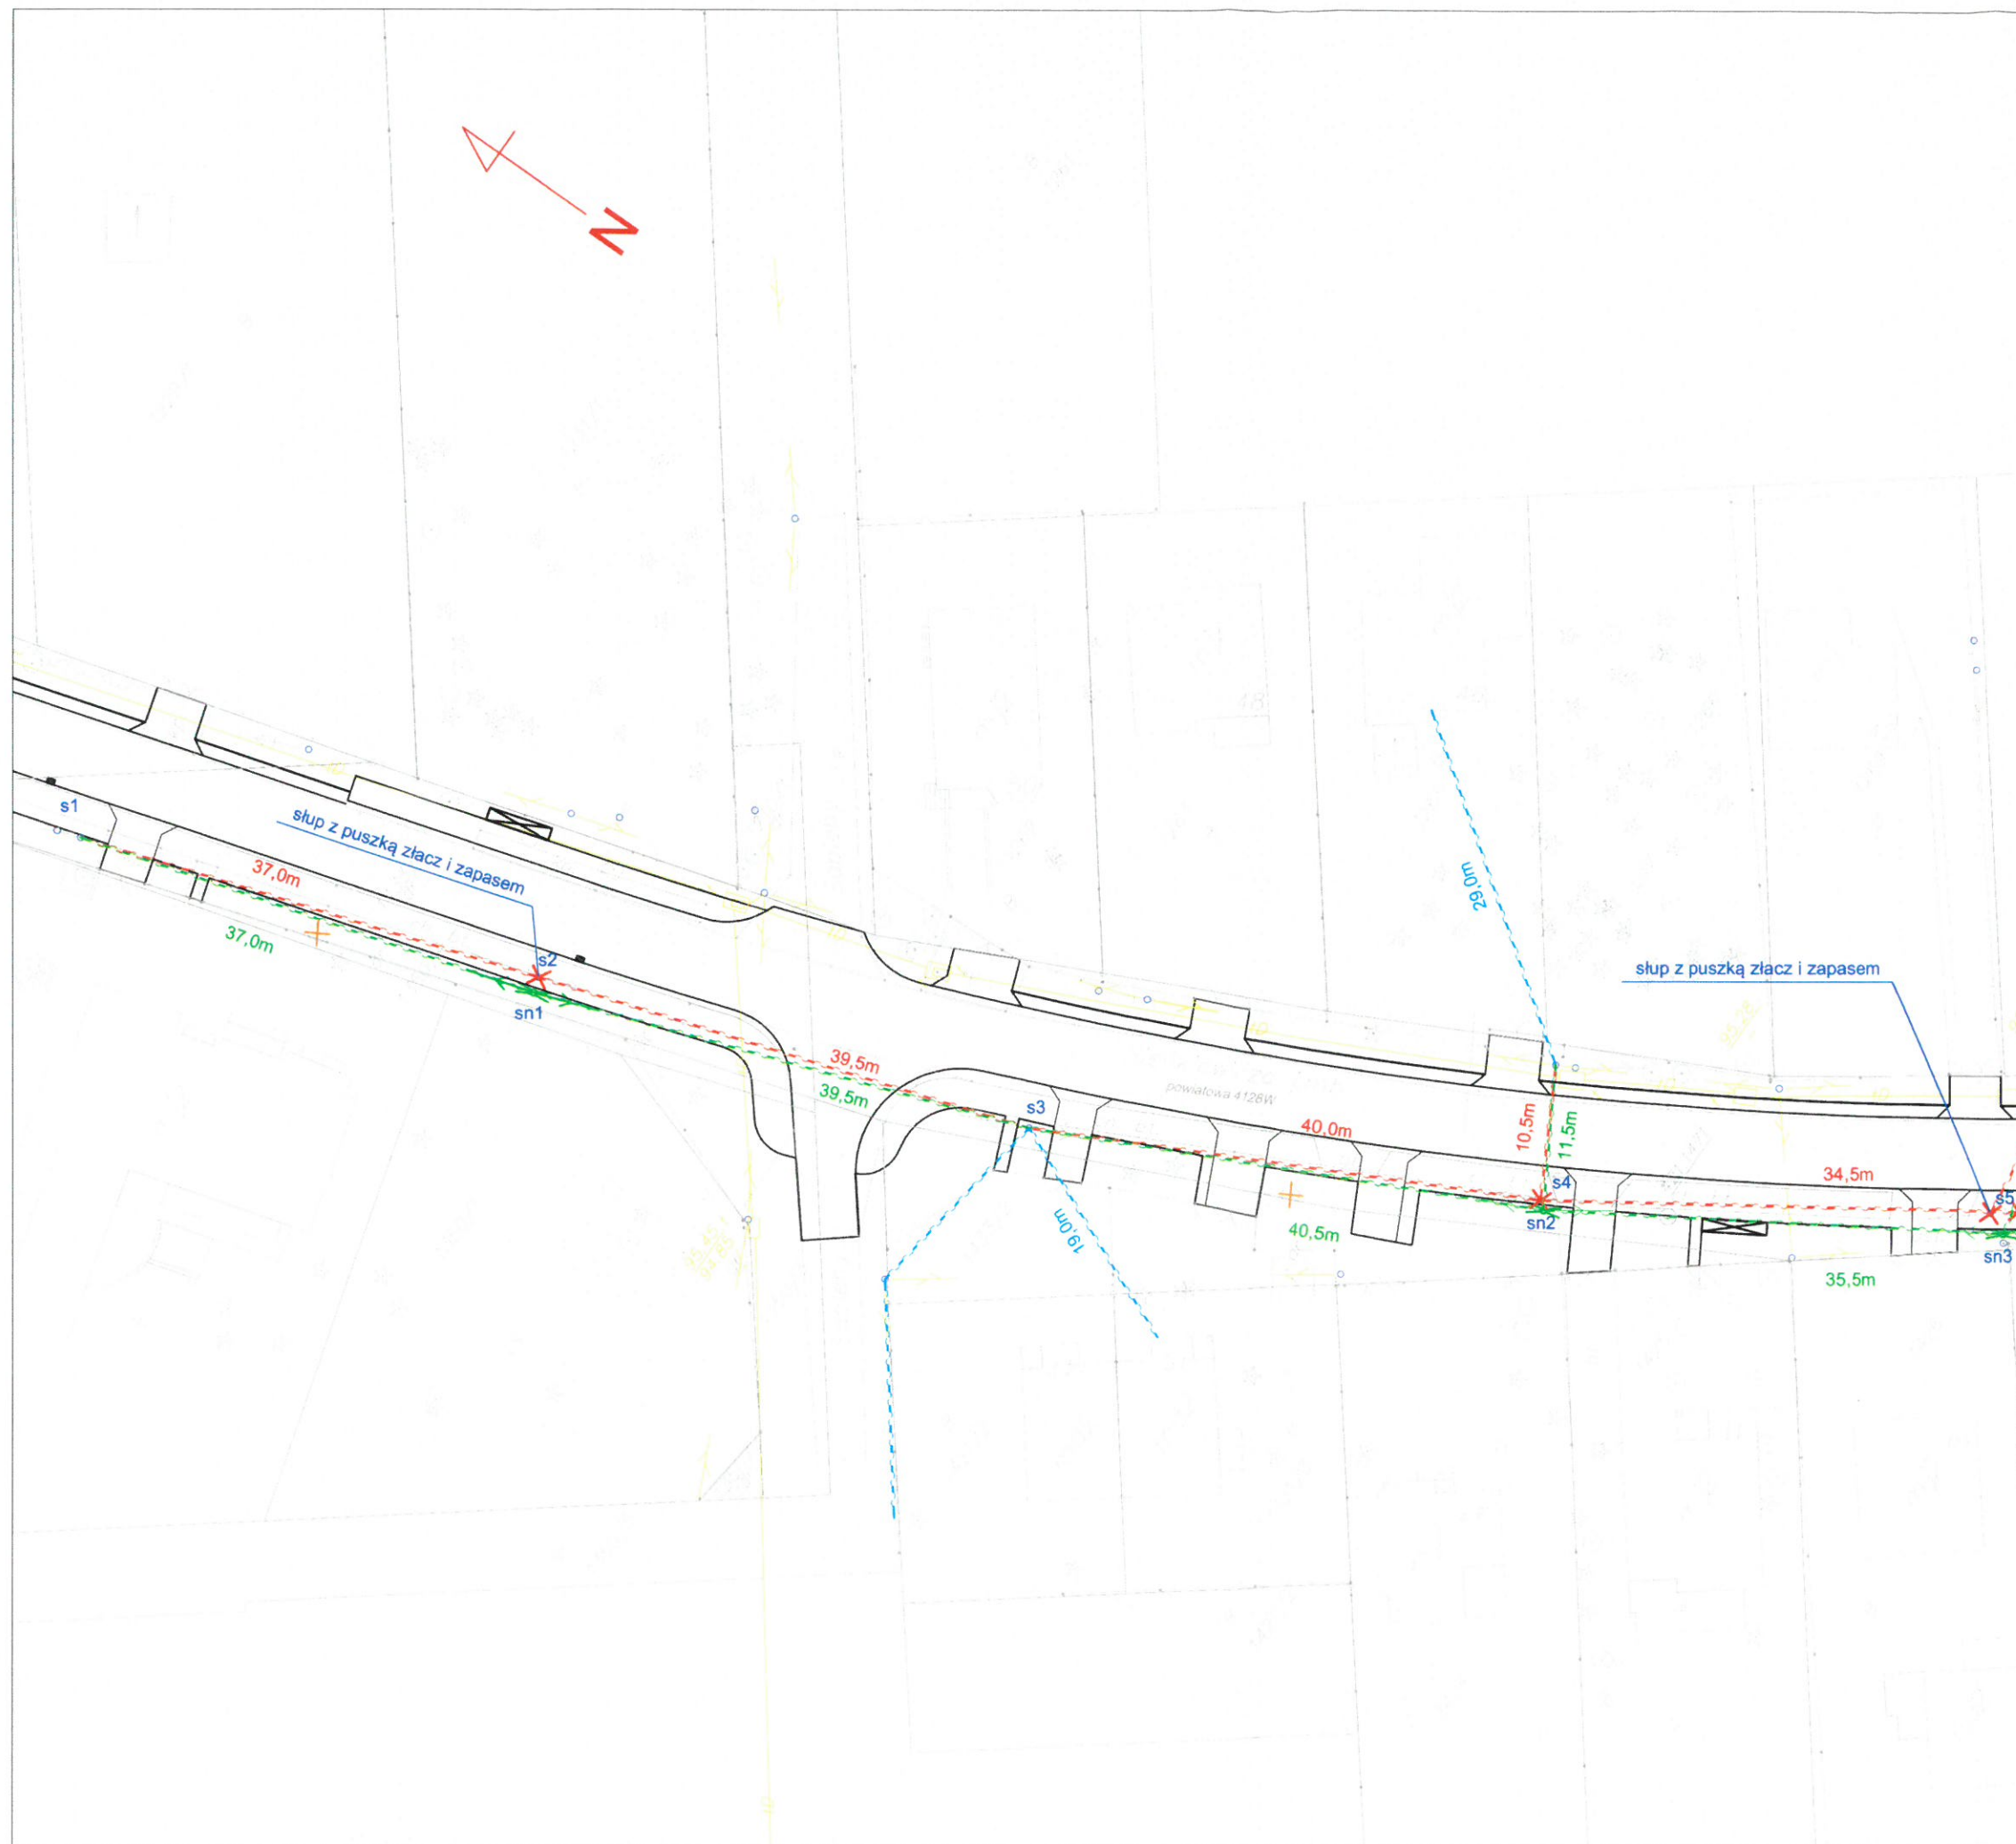 N
s1
37,0m
słup z puszką złacz i zapasem
37,0m
s2
sn1
39,5m
39,5m
s3
powiatowa 4128W
19,0m
40,0m
40,5m
29,0m
10,5m
11,5m
s4
sn2
słup z puszką złacz i zapasem
34,5m
s5
sn3
35,5m
48